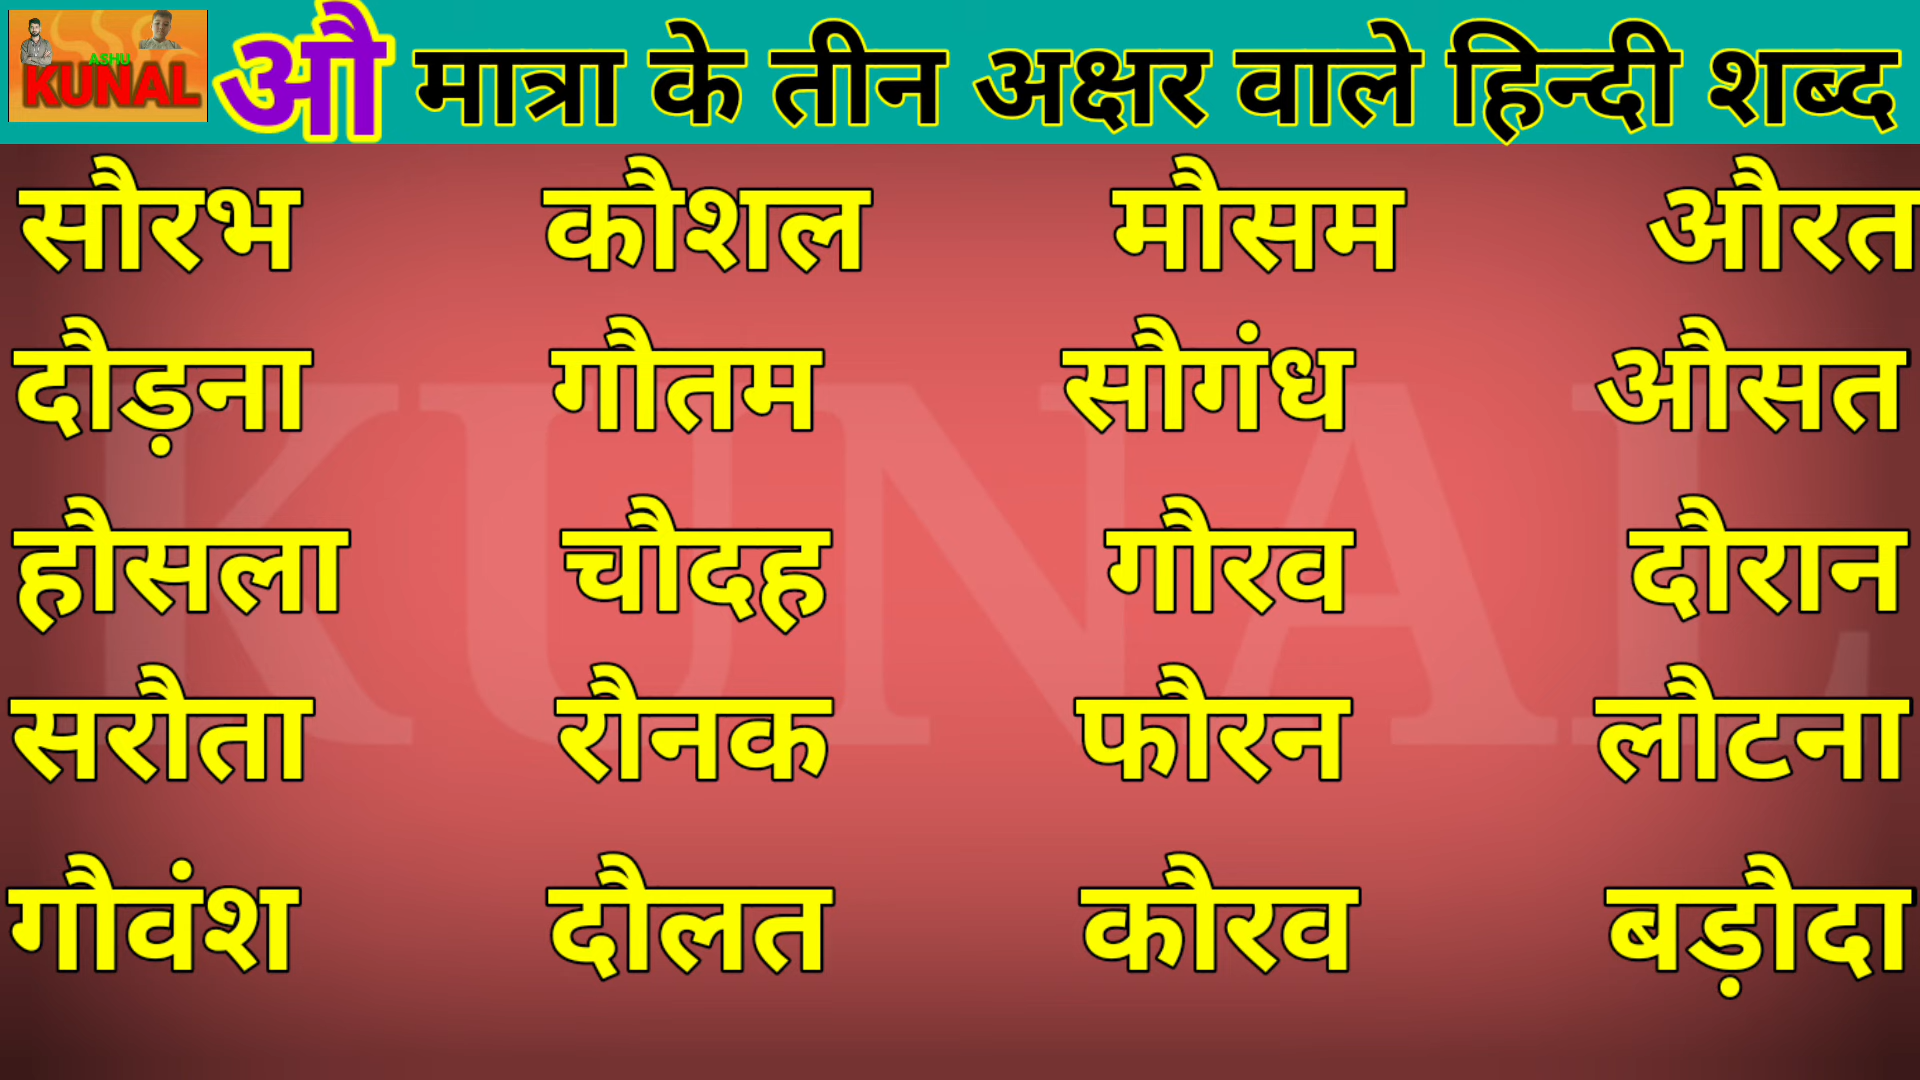 ASHU
KUNAL
औ मात्रा के तीन अक्षर वाले हिन्दी शब्द
सौरभ कौशल मौसम औरत
दौड़ना गौतम सौगंध औसत
हौसला चौदह गौरव दौरान
सरौता रौनक फौरन लौटना
गौवंश दौलत कौरव बड़ौदा
KUNAL